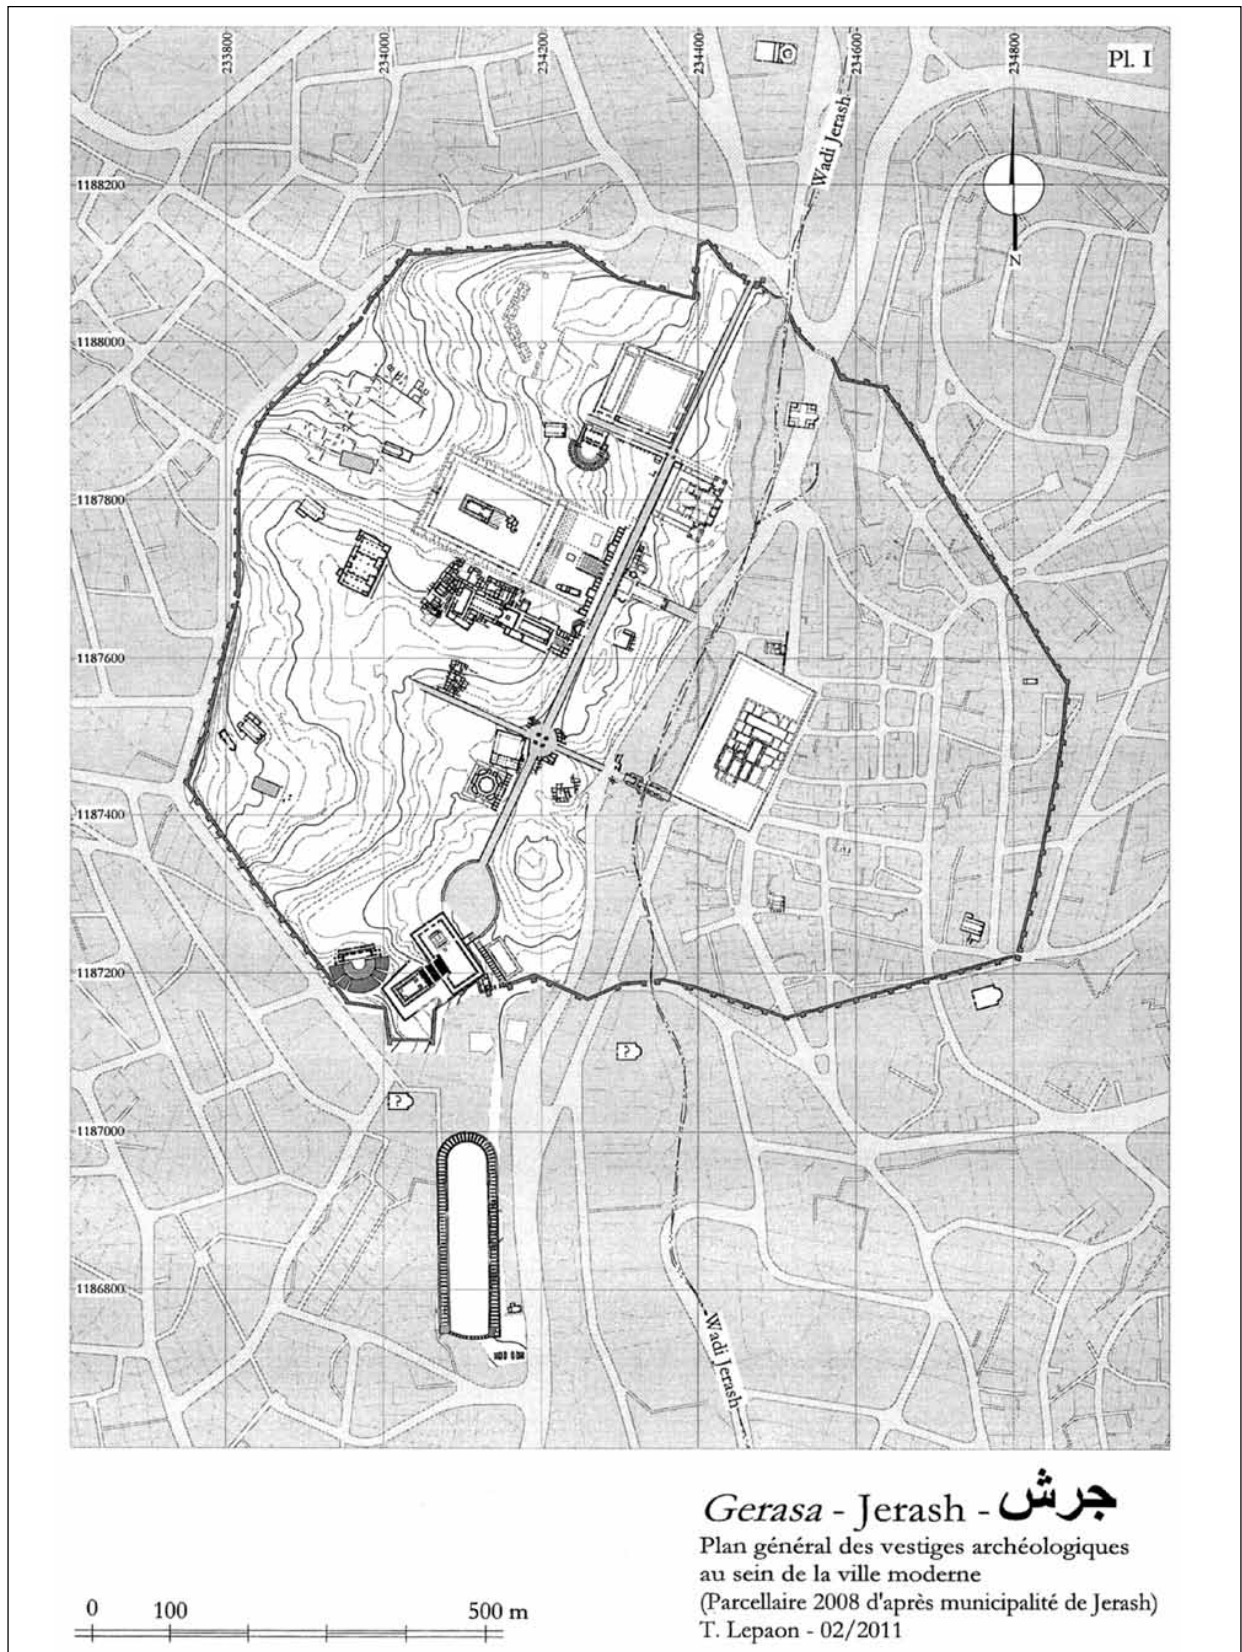 Pl. I
233800
234000
234200
234400
234600
234800
Wadi Jerash
1188200
N
1188000
1187800
1187600
1187400
1187200
?
?
1187000
1186800
Wadi Jerash
Gerasa - Jerash - جرش
Plan général des vestiges archéologiques
au sein de la ville moderne
(Parcellaire 2008 d'après municipalité de Jerash)
T. Lepaon - 02/2011
0 100 500 m